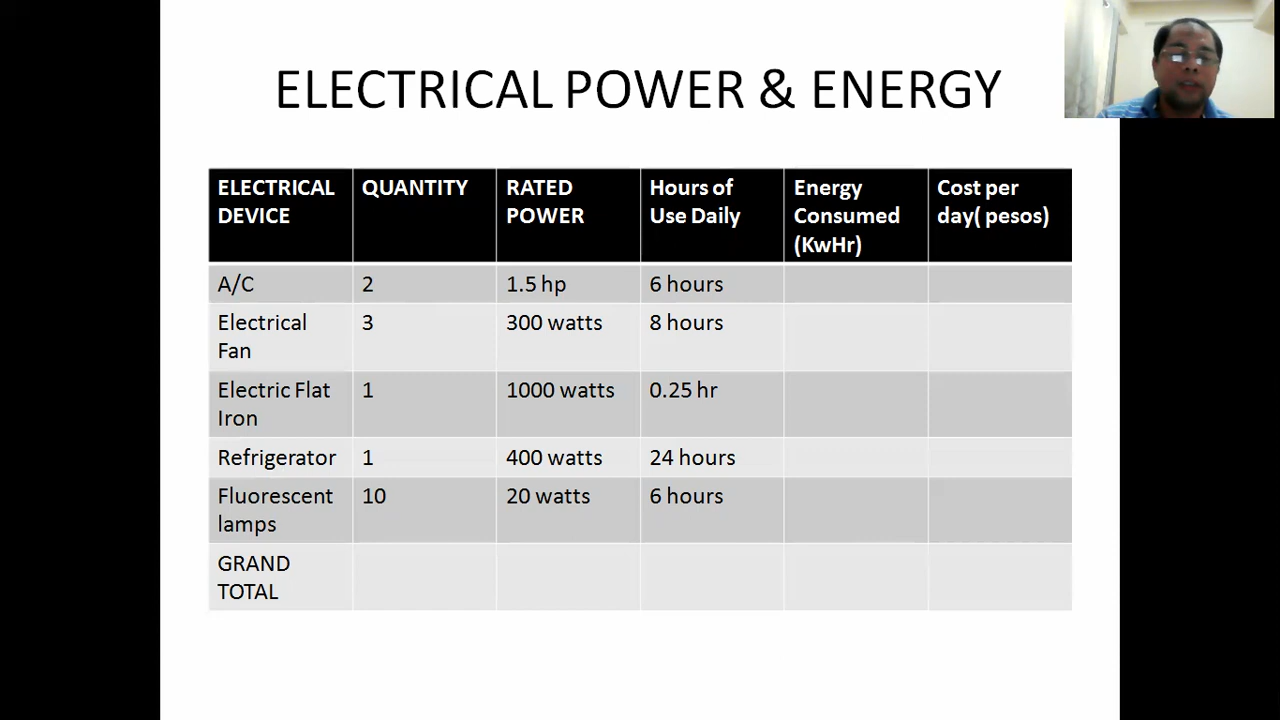 ELECTRICAL POWER & ENERGY
ELECTRICAL DEVICE QUANTITY RATED POWER Hours of Use Daily Energy Consumed (KwHr) Cost per day( pesos)
A/C 2 1.5 hp 6 hours
Electrical Fan 3 300 watts 8 hours
Electric Flat Iron 1 1000 watts 0.25 hr
Refrigerator 1 400 watts 24 hours
Fluorescent lamps 10 20 watts 6 hours
GRAND TOTAL